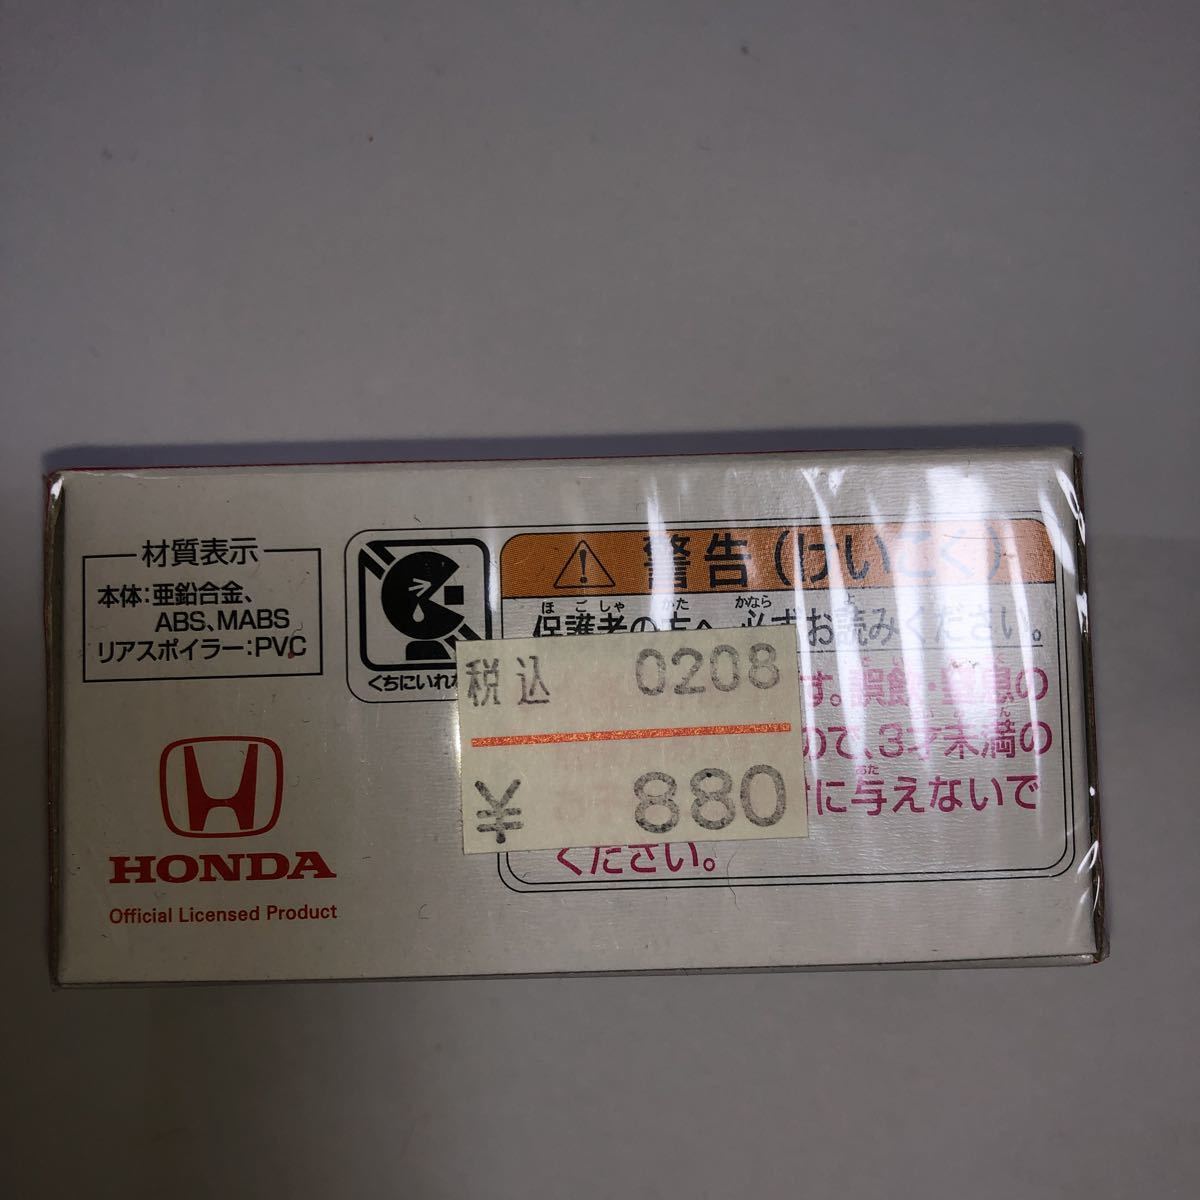 材質表示
本体:亜鉛合金、
ABS、MABS
リアスポイラー:PVC
HONDA
Official Licensed Product
くちにいれ
警告(けいこく)
ほごしゃ かた かなら よ
保護者の方へ 必ずお読みください。
す。誤飲・窒息の
ので、3才未満の
あた
に与えないで
ください。
税込 0208
¥ 880